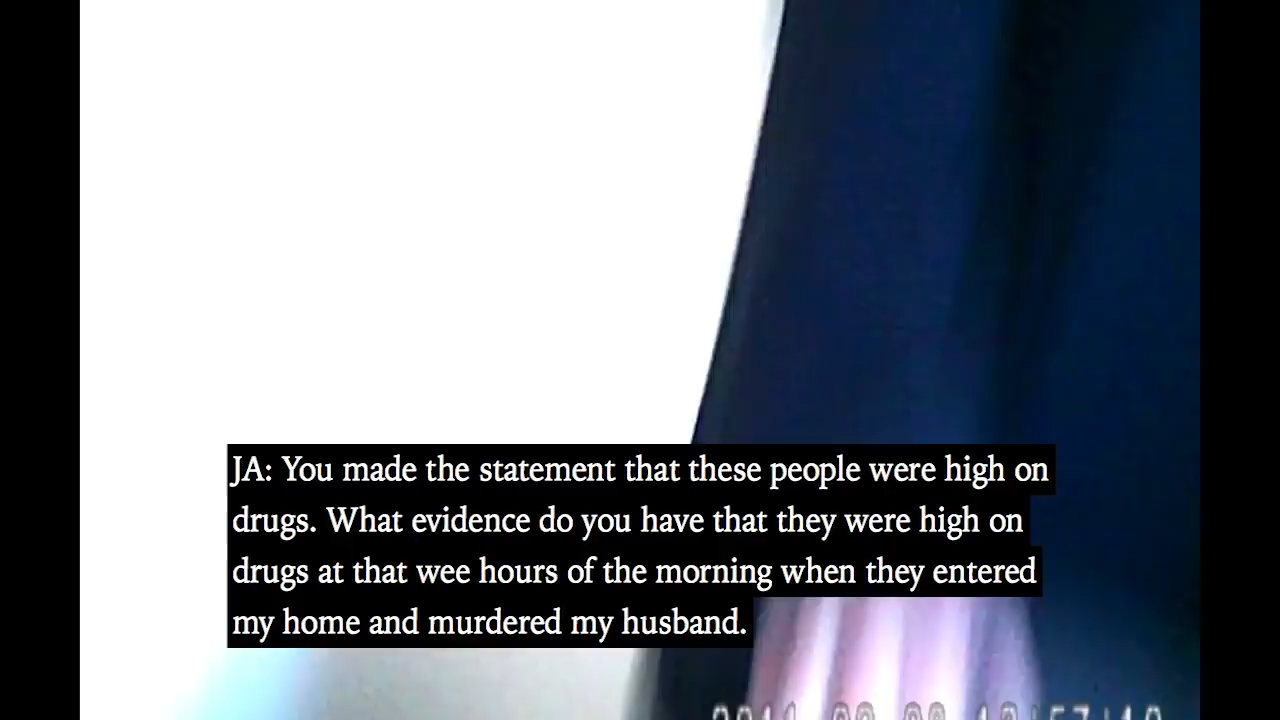 JA: You made the statement that these people were high on
drugs. What evidence do you have that they were high on
drugs at that wee hours of the morning when they entered
my home and murdered my husband.